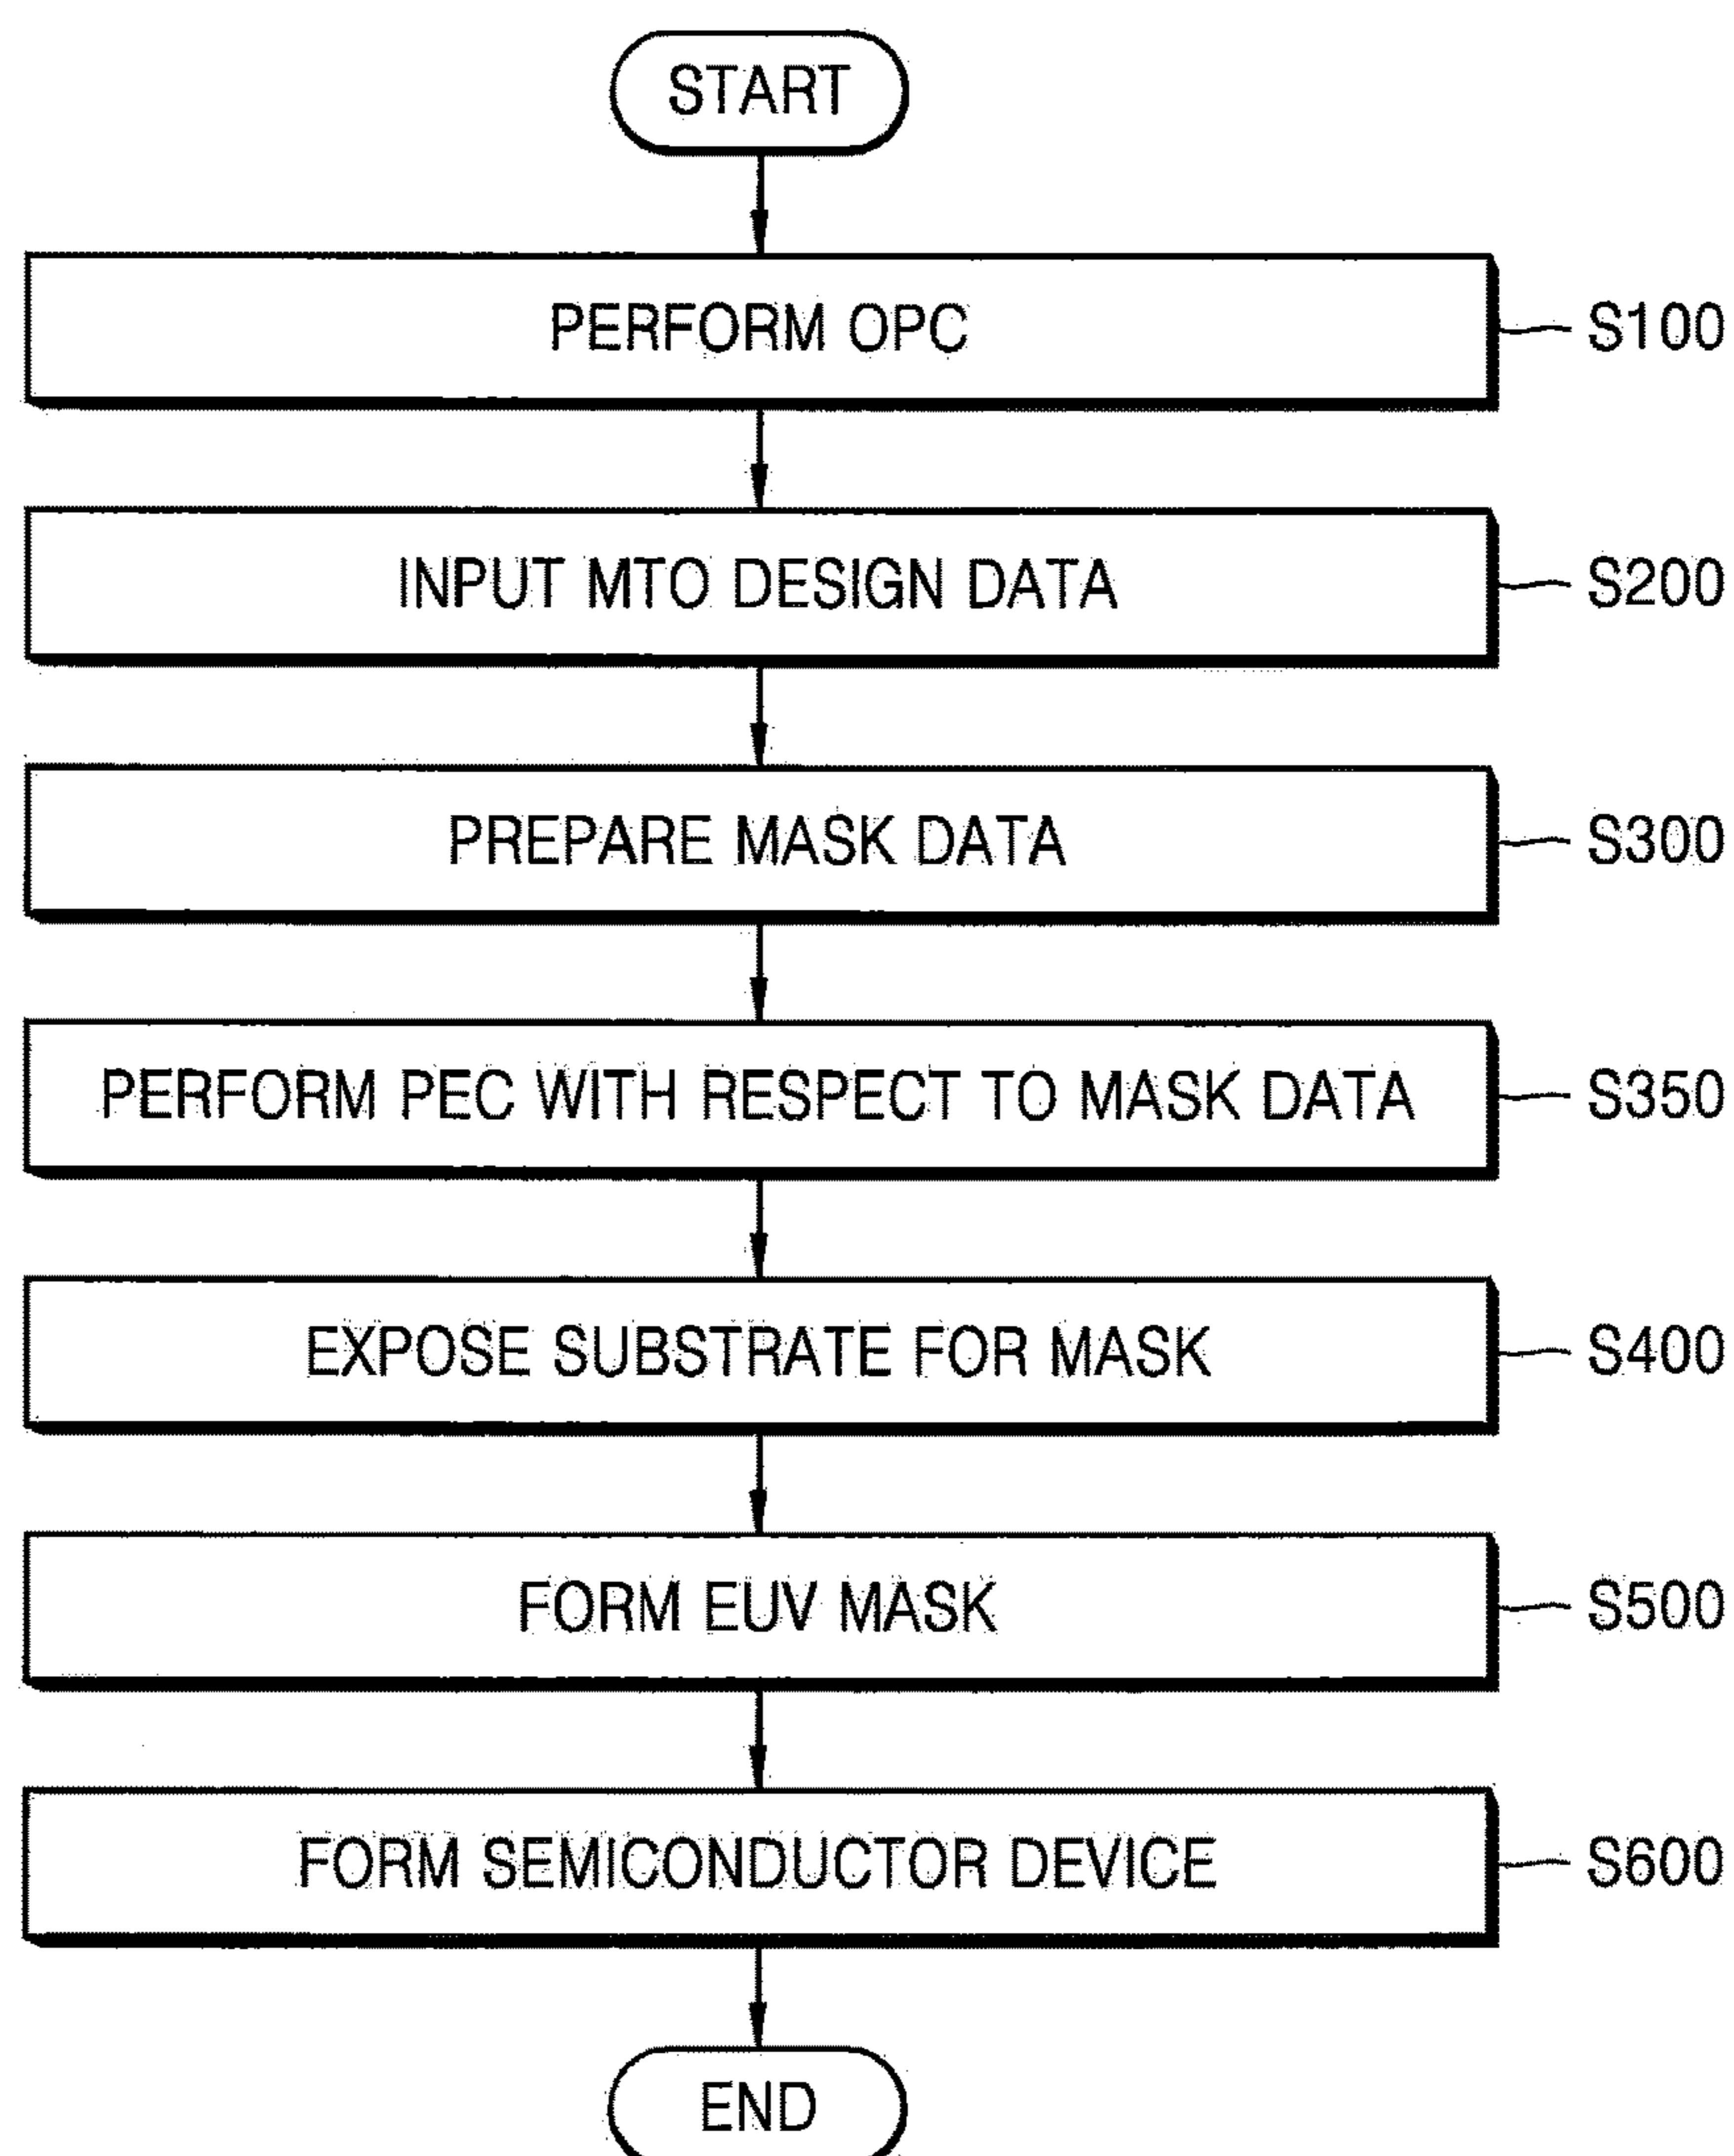 START
PERFORM OPC
S100
INPUT MTO DESIGN DATA
S200
PREPARE MASK DATA
S300
PERFORM PEC WITH RESPECT TO MASK DATA
S350
EXPOSE SUBSTRATE FOR MASK
S400
FORM EUV MASK
S500
FORM SEMICONDUCTOR DEVICE
S600
END